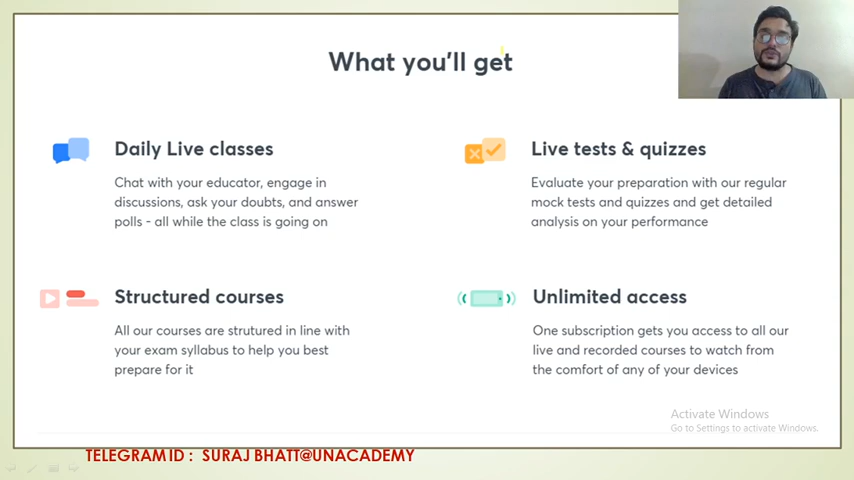 What you'll get
Daily Live classes
Chat with your educator, engage in
discussions, ask your doubts, and answer
polls - all while the class is going on
Live tests & quizzes
Evaluate your preparation with our regular
mock tests and quizzes and get detailed
analysis on your performance
Structured courses
All our courses are strutured in line with
your exam syllabus to help you best
prepare for it
Unlimited access
One subscription gets you access to all our
live and recorded courses to watch from
the comfort of any of your devices
Activate Windows
Go to Settings to activate Windows.
TELEGRAM ID : SURAJ BHATT@UNACADEMY